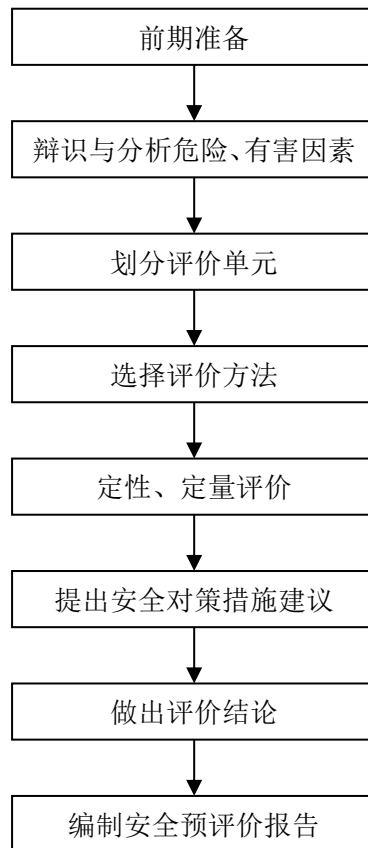 前期准备
辩识与分析危险、有害因素
划分评价单元
选择评价方法
定性、定量评价
提出安全对策措施建议
做出评价结论
编制安全预评价报告